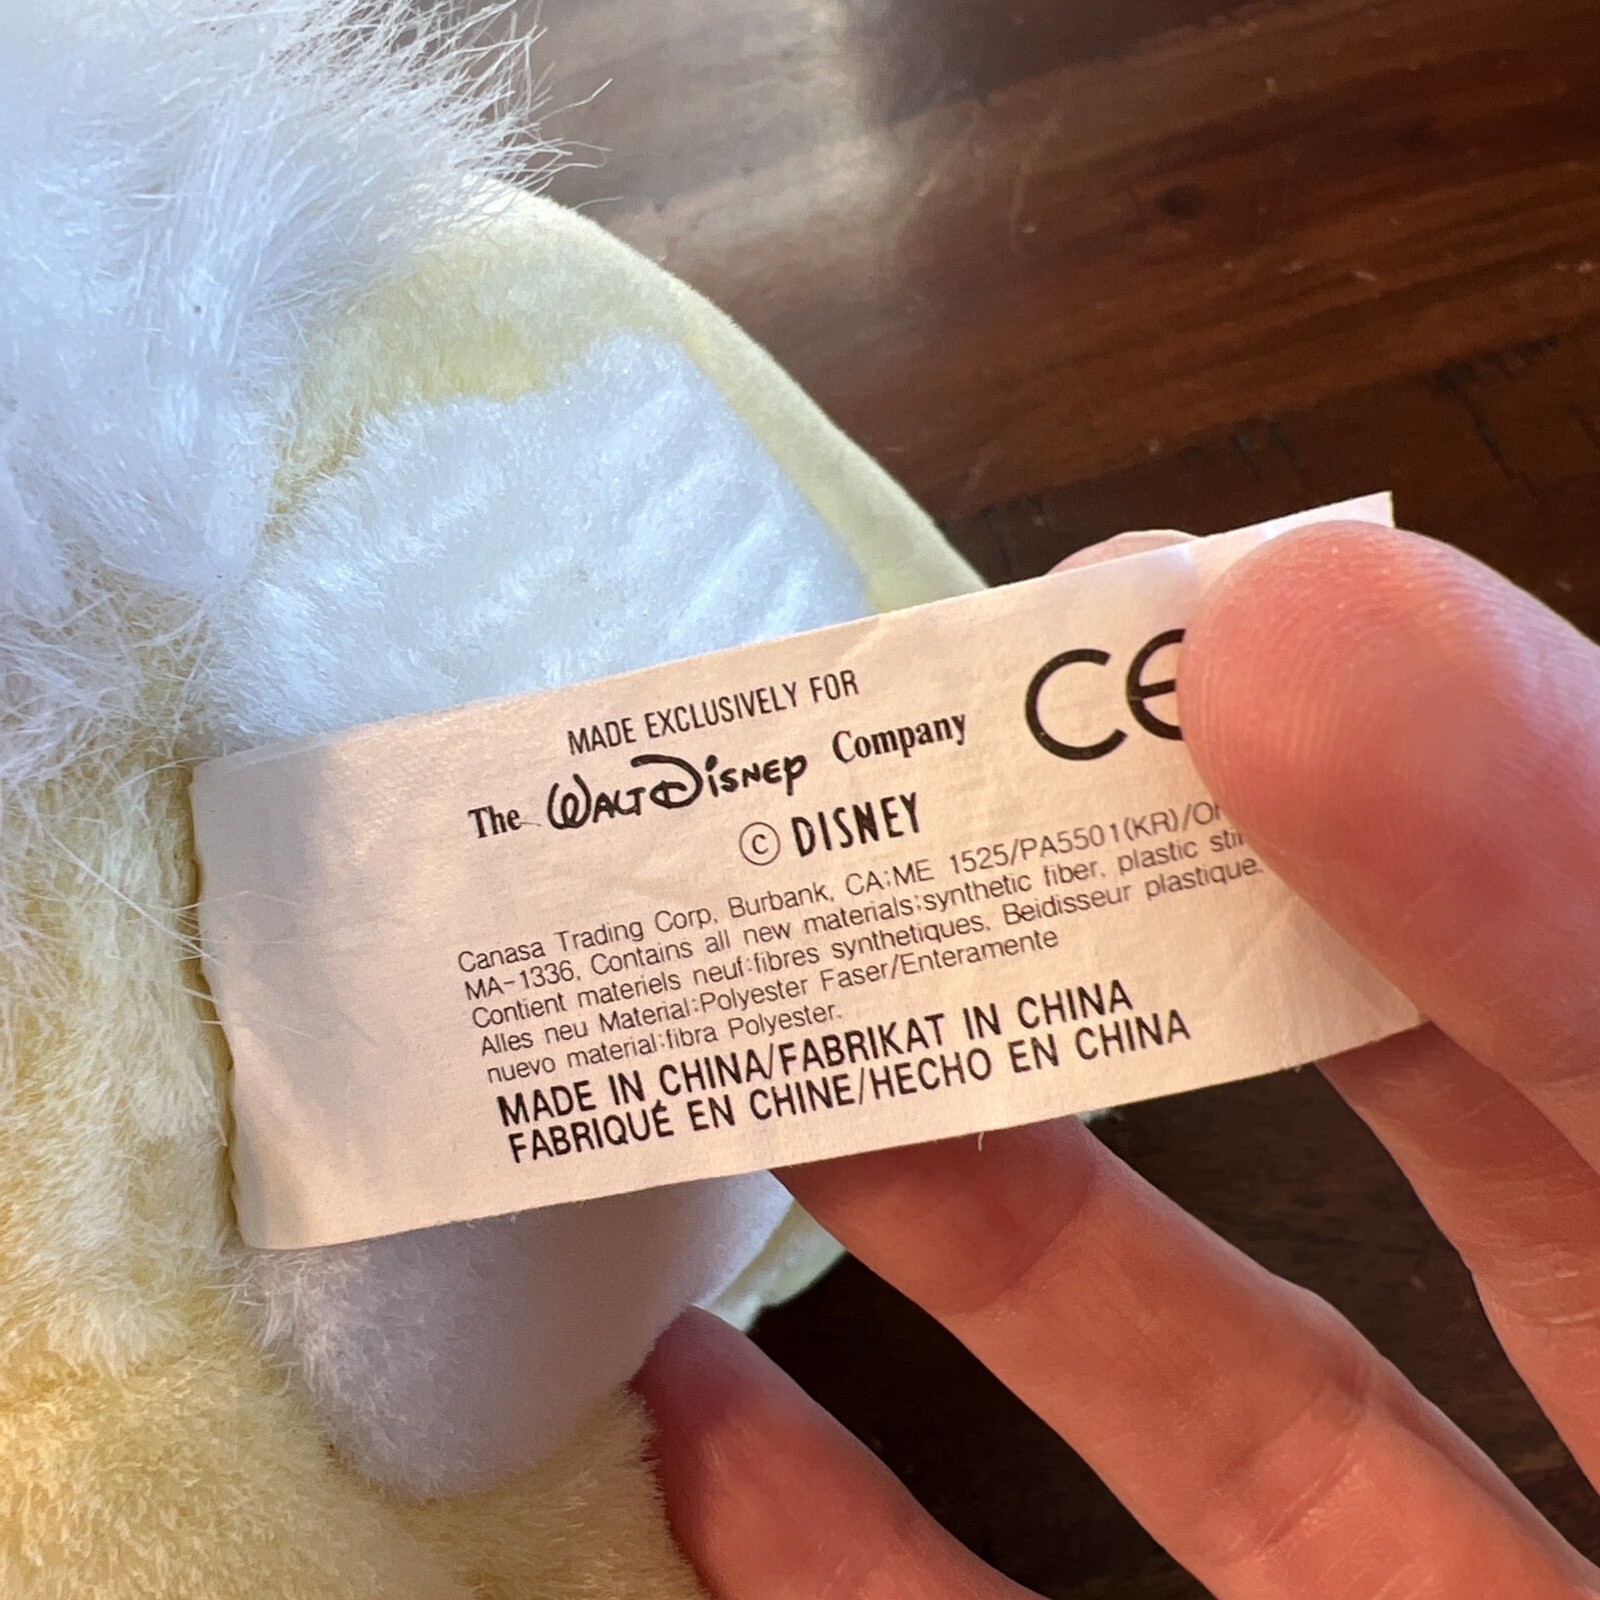 MADE EXCLUSIVELY FOR
The WALT DISNEY Company
CE
© DISNEY
Canasa Trading Corp, Burbank, CA:ME 1525/PA5501(KR)/
MA-1336. Contains all new materials:synthetic fiber, plastic
Contient materiels neuf:fibres synthetiques, Beidisseur plastique.
Alles neu Material:Polyester Faser/Enteramente
nuevo material:fibra Polyester.
MADE IN CHINA/FABRIKAT IN CHINA
FABRIQUÉ EN CHINE/HECHO EN CHINA